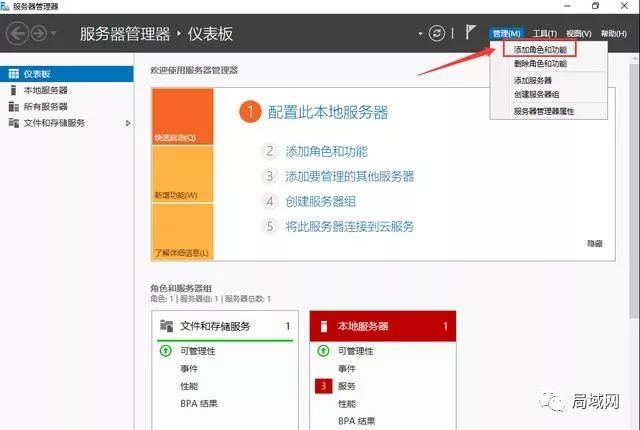 服务器管理器
服务器管理器 • 仪表板
管理(M) 工具(T) 视图(V) 帮助(H)
添加角色和功能
删除角色和功能
添加服务器
创建服务器组
服务器管理器属性
仪表板
本地服务器
所有服务器
文件和存储服务
欢迎使用服务器管理器
快速启动(Q)
新增功能(W)
了解详细信息(L)
1 配置此本地服务器
2 添加角色和功能
3 添加要管理的其他服务器
4 创建服务器组
5 将此服务器连接到云服务
隐藏
角色和服务器组
角色: 1 | 服务器组: 1 | 服务器总数: 1
文件和存储服务 1
可管理性
事件
性能
BPA 结果
本地服务器 1
可管理性
事件
3 服务
性能
BPA 结果
局域网